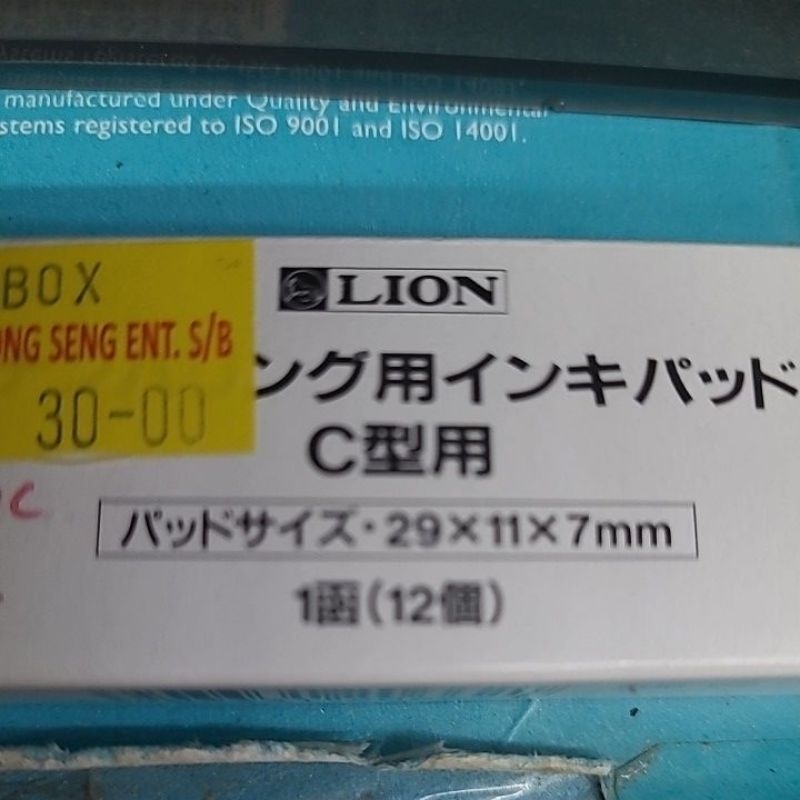 manufactured under Quality and Environmental
stems registered to ISO 9001 and ISO 14001.
BOX
ONG SENG ENT. S/B
30-00
LION
ング用インキパッド
C型用
C
パッドサイズ・29×11×7mm
1函(12個)